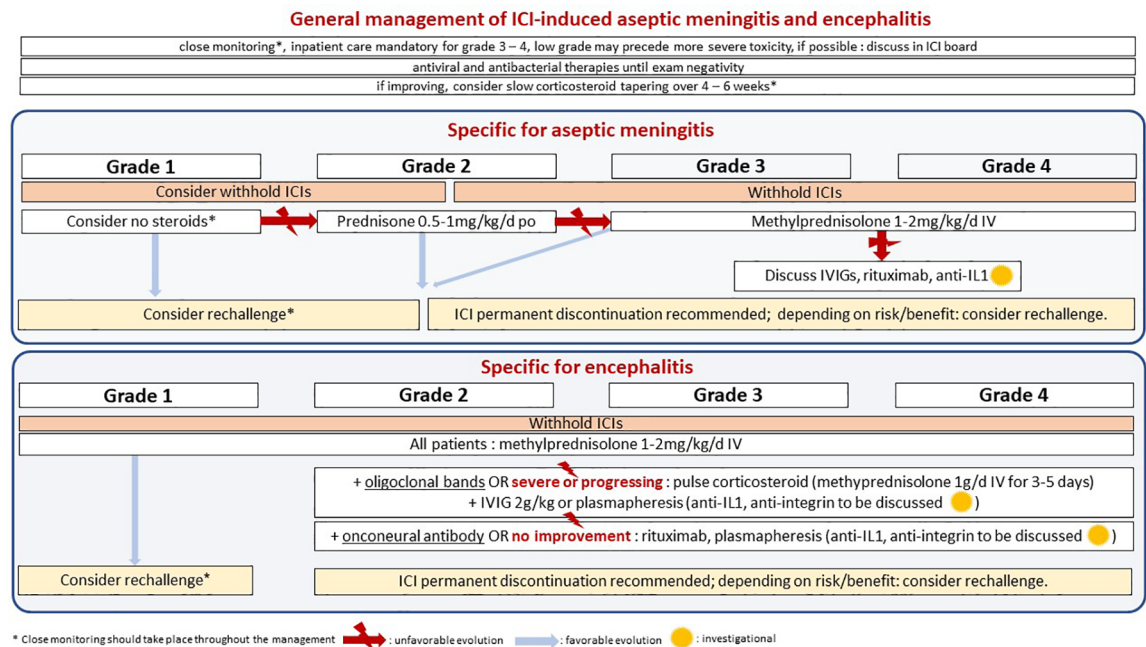 General management of ICI-induced aseptic meningitis and encephalitis
close monitoring*, inpatient care mandatory for grade 3 – 4, low grade may precede more severe toxicity, if possible : discuss in ICI board
antiviral and antibacterial therapies until exam negativity
if improving, consider slow corticosteroid tapering over 4 – 6 weeks*
Specific for aseptic meningitis
Grade 1
Grade 2
Grade 3
Grade 4
Consider withhold ICIs
Withhold ICIs
Consider no steroids*
Prednisone 0.5-1mg/kg/d po
Methylprednisolone 1-2mg/kg/d IV
Discuss IVIGs, rituximab, anti-IL1
Consider rechallenge*
ICI permanent discontinuation recommended; depending on risk/benefit: consider rechallenge.
Specific for encephalitis
Grade 1
Grade 2
Grade 3
Grade 4
Withhold ICIs
All patients : methylprednisolone 1-2mg/kg/d IV
+ oligoclonal bands OR severe or progressing : pulse corticosteroid (methyprednisolone 1g/d IV for 3-5 days)
+ IVIG 2g/kg or plasmapheresis (anti-IL1, anti-integrin to be discussed )
+ onconeural antibody OR no improvement : rituximab, plasmapheresis (anti-IL1, anti-integrin to be discussed )
Consider rechallenge*
ICI permanent discontinuation recommended; depending on risk/benefit: consider rechallenge.
* Close monitoring should take place throughout the management : unfavorable evolution : favorable evolution : investigational